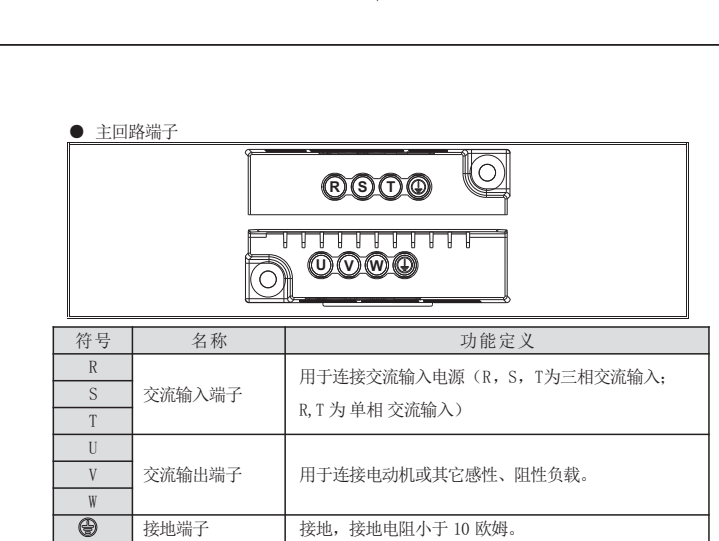 ● 主回路端子
R S T
U V W
符号 名称 功能定义
R
S
T
交流输入端子
用于连接交流输入电源（R，S，T为三相交流输入；
R,T 为 单相 交流输入）
U
V
W
交流输出端子
用于连接电动机或其它感性、阻性负载。
接地端子 接地，接地电阻小于 10 欧姆。